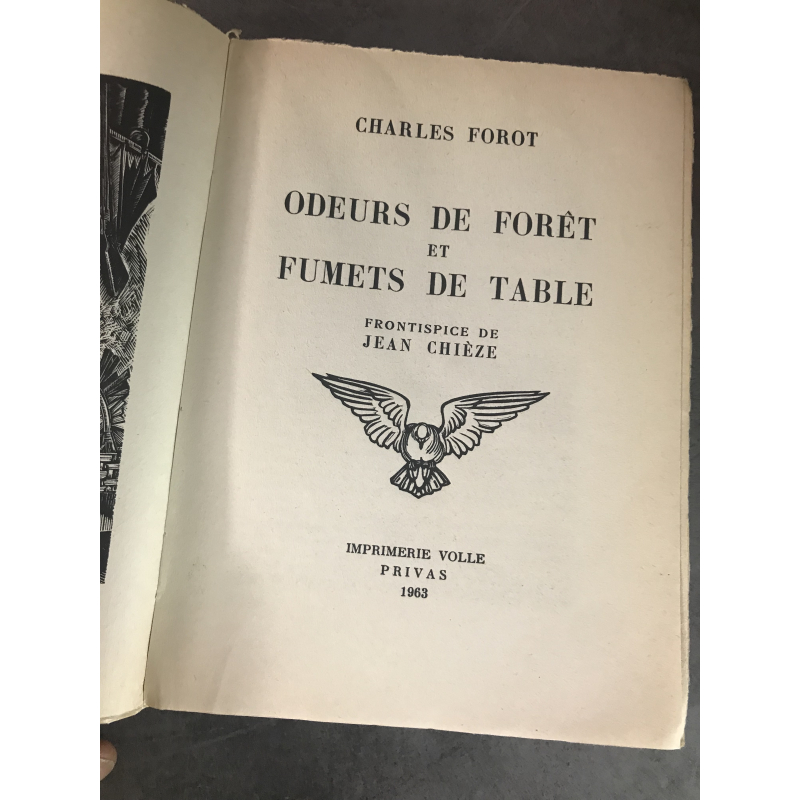 CHARLES FOROT
ODEURS DE FORÊT
ET
FUMETS DE TABLE
FRONTISPICE DE
JEAN CHIÈZE
IMPRIMERIE VOLLE
PRIVAS
1963